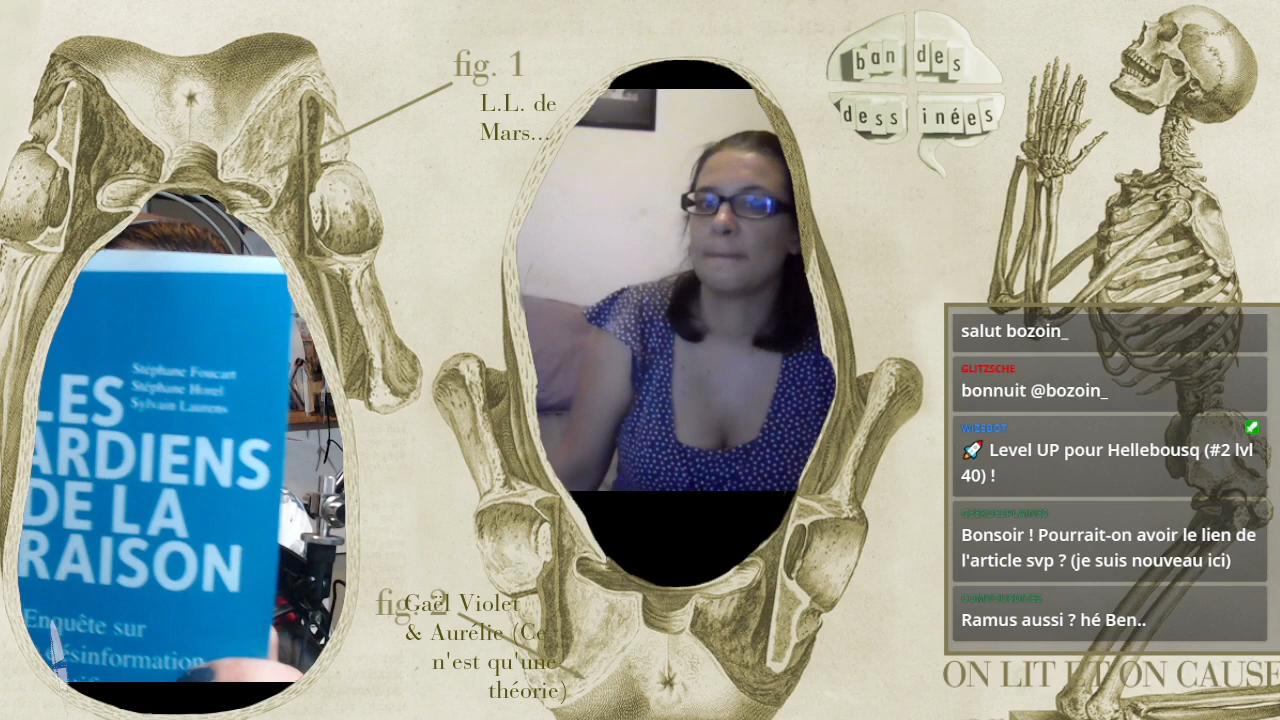 fig. 1
L.L. de
Mars...
ban des
dess inées
Stéphane Foucart
Stéphane Horel
Sylvain Laurens
LES
ARDIENS
DE LA
RAISON
Enquête sur
ésinformation
fig. 2
Gaël Violet
& Aurélie (Ce
n'est qu'une
théorie)
salut bozoin_
GLITZSCHE
bonnuit @bozoin_
WIZEBOT
🚀 Level UP pour Hellebousq (#2 lvl
40) !
Bonsoir ! Pourrait-on avoir le lien de
l'article svp ? (je suis nouveau ici)
Ramus aussi ? hé Ben..
ON LIT ET ON CAUSE